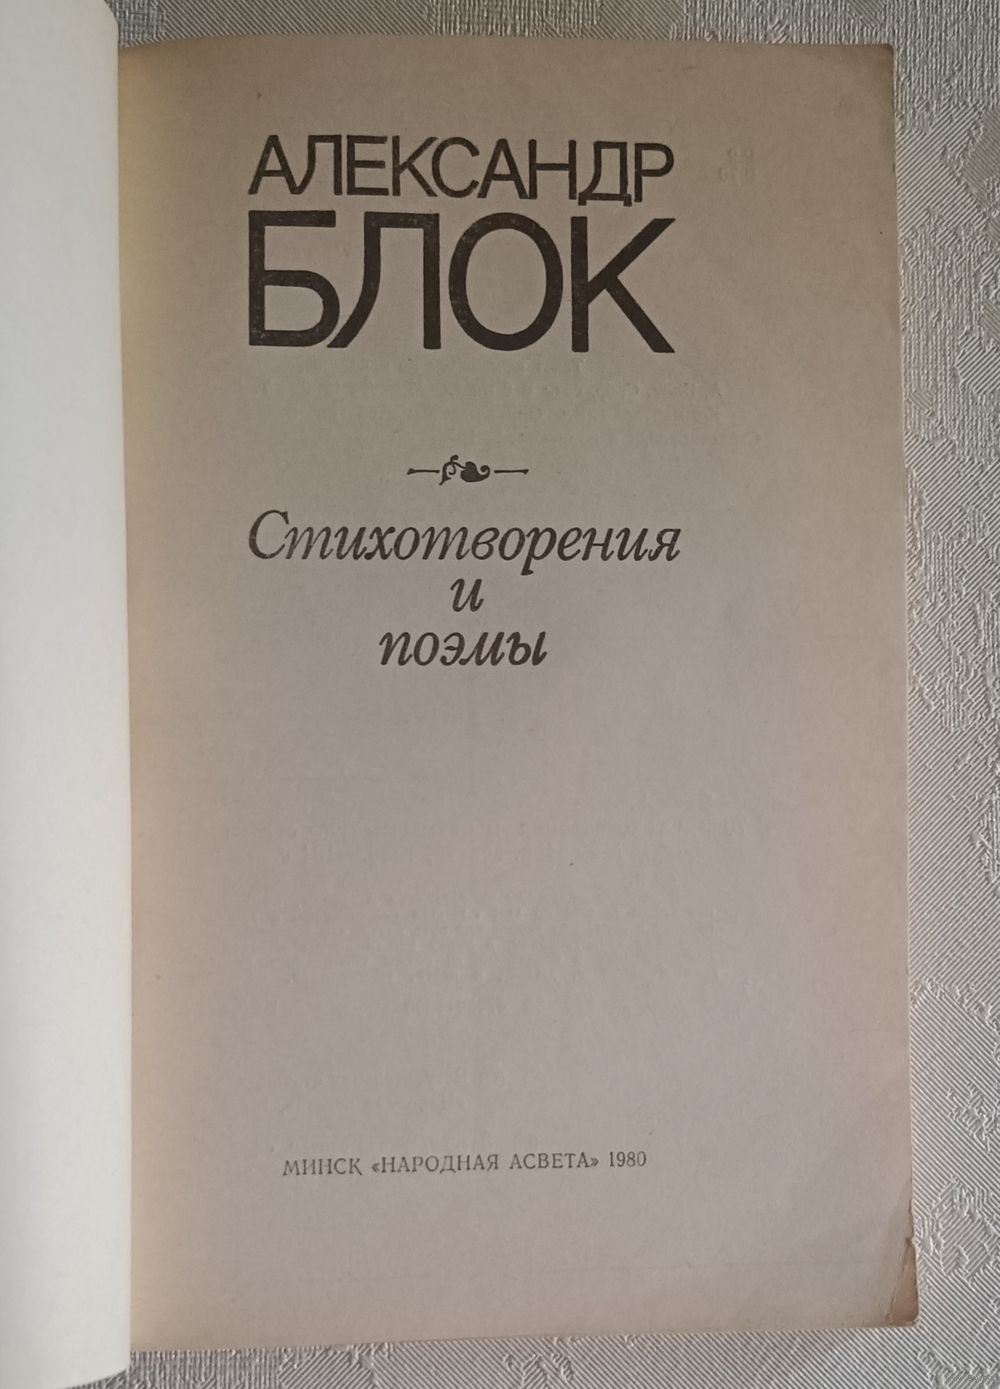 АЛЕКСАНДР
БЛОК
Стихотворения
и
поэмы
МИНСК «НАРОДНАЯ АСВЕТА» 1980